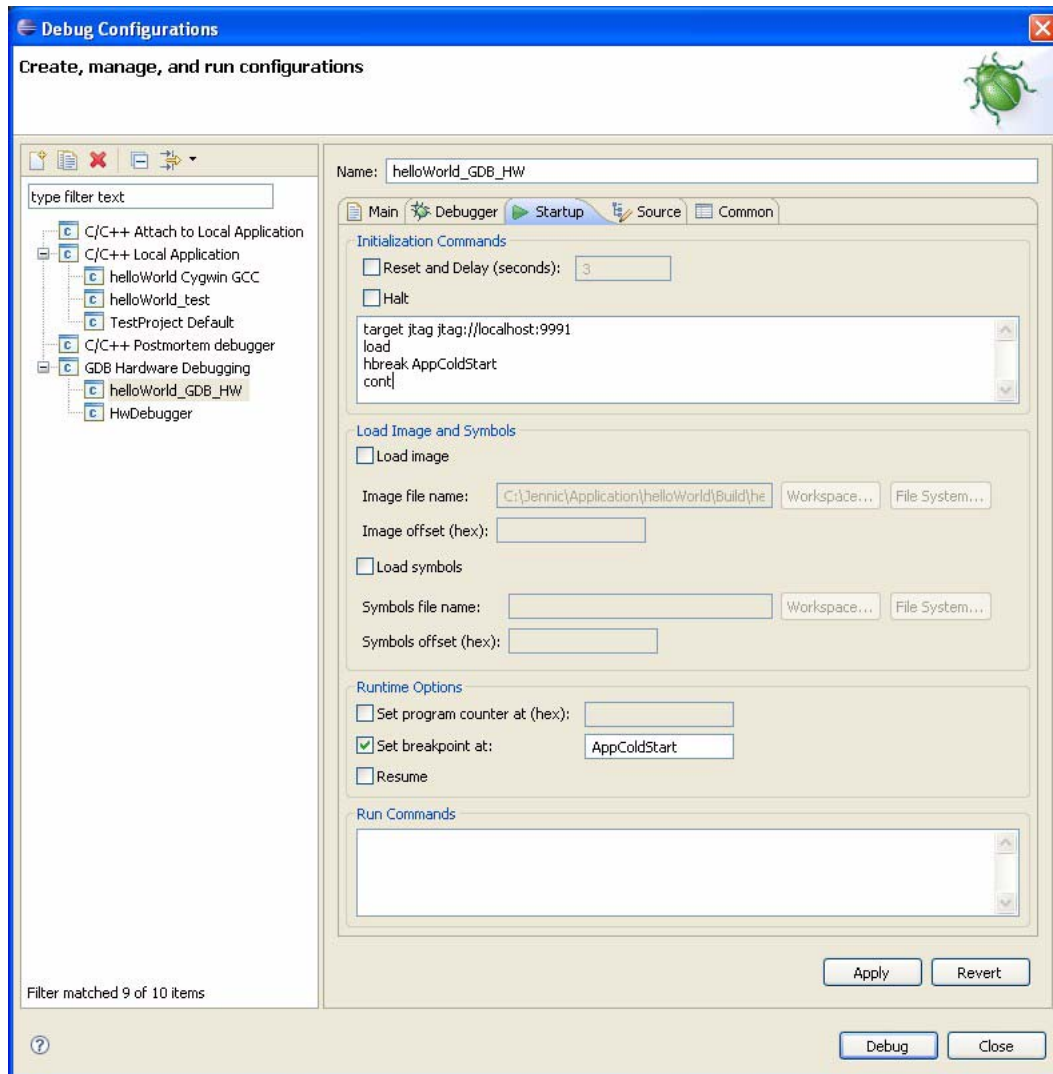 Debug Configurations
Create, manage, and run configurations
type filter text
C/C++ Attach to Local Application
C/C++ Local Application
helloWorld Cygwin GCC
helloWorld_test
TestProject Default
C/C++ Postmortem debugger
GDB Hardware Debugging
helloWorld_GDB_HW
HwDebugger
Filter matched 9 of 10 items
Name: helloWorld_GDB_HW
Main Debugger Startup Source Common
Initialization Commands
Reset and Delay (seconds): 3
Halt
target jtag jtag://localhost:9991
load
hbreak AppColdStart
cont
Load Image and Symbols
Load image
Image file name: C:\Jennic\Application\helloWorld\Build\he Workspace... File System...
Image offset (hex):
Load symbols
Symbols file name: Workspace... File System...
Symbols offset (hex):
Runtime Options
Set program counter at (hex):
Set breakpoint at: AppColdStart
Resume
Run Commands
Apply Revert
Debug Close